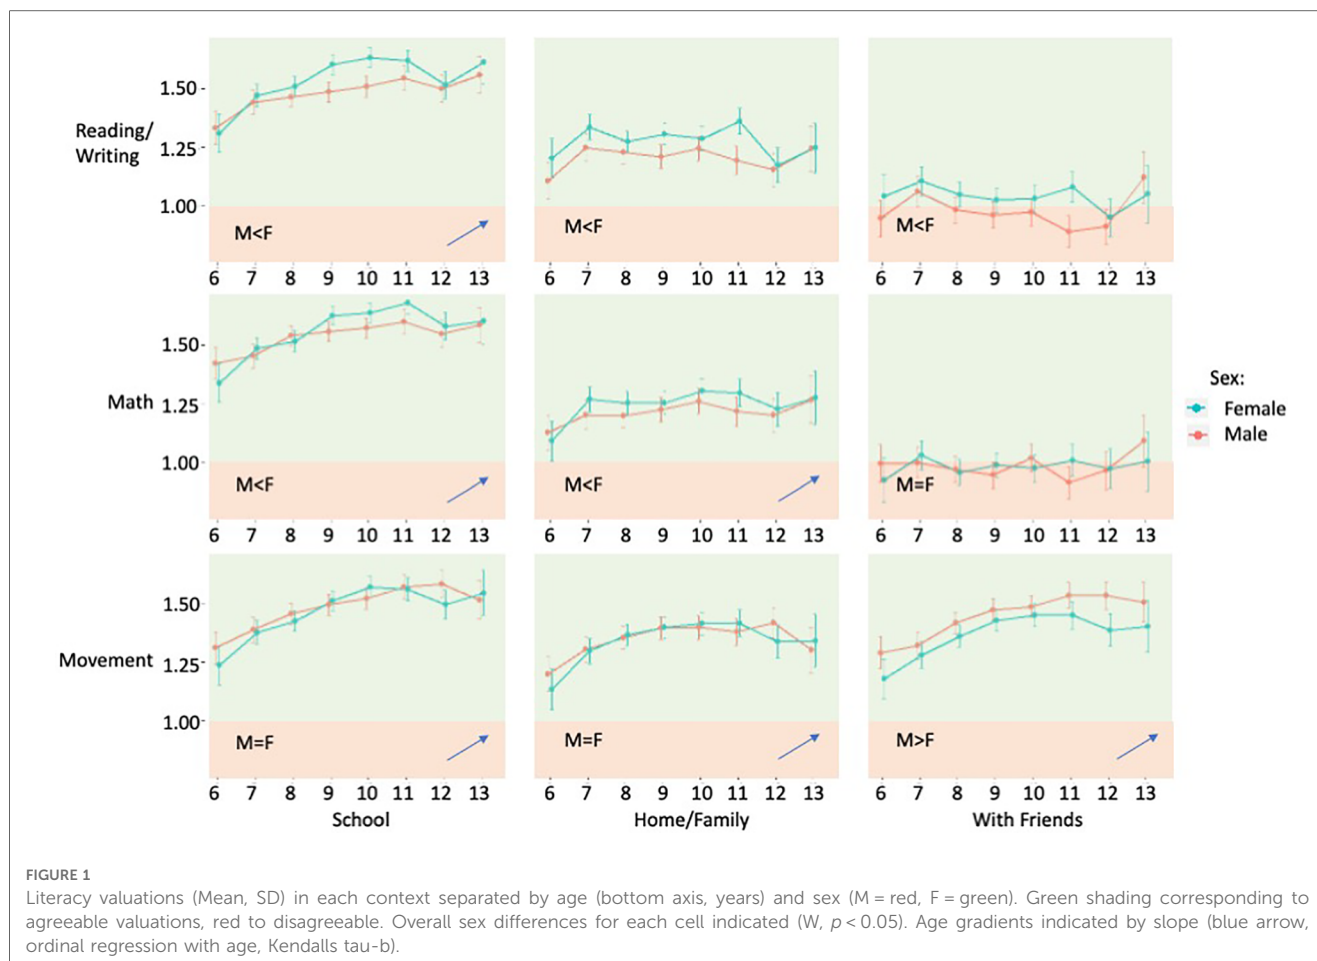 1.50
Reading/
Writing
1.25
1.00
M<F
M<F
M<F
6 7 8 9 10 11 12 13
6 7 8 9 10 11 12 13
6 7 8 9 10 11 12 13
1.50
Math
1.25
1.00
M<F
M<F
M=F
6 7 8 9 10 11 12 13
6 7 8 9 10 11 12 13
6 7 8 9 10 11 12 13
Sex:
Female
Male
1.50
Movement
1.25
1.00
M=F
M=F
M>F
6 7 8 9 10 11 12 13
6 7 8 9 10 11 12 13
6 7 8 9 10 11 12 13
School
Home/Family
With Friends
FIGURE 1
Literacy valuations (Mean, SD) in each context separated by age (bottom axis, years) and sex (M = red, F = green). Green shading corresponding to
agreeable valuations, red to disagreeable. Overall sex differences for each cell indicated (W, p < 0.05). Age gradients indicated by slope (blue arrow,
ordinal regression with age, Kendalls tau-b).